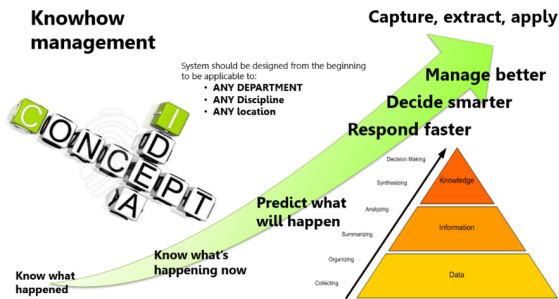 Knowhow
management
Capture, extract, apply
System should be designed from the beginning
to be applicable to:
• ANY DEPARTMENT
• ANY Discipline
• ANY location
Manage better
Decide smarter
Respond faster
CONCEPT
IDEA
Predict what
will happen
Know what's
happening now
Know what
happened
Decision Making
Synthesizing
Analyzing
Summarizing
Organizing
Collecting
Knowledge
Information
Data